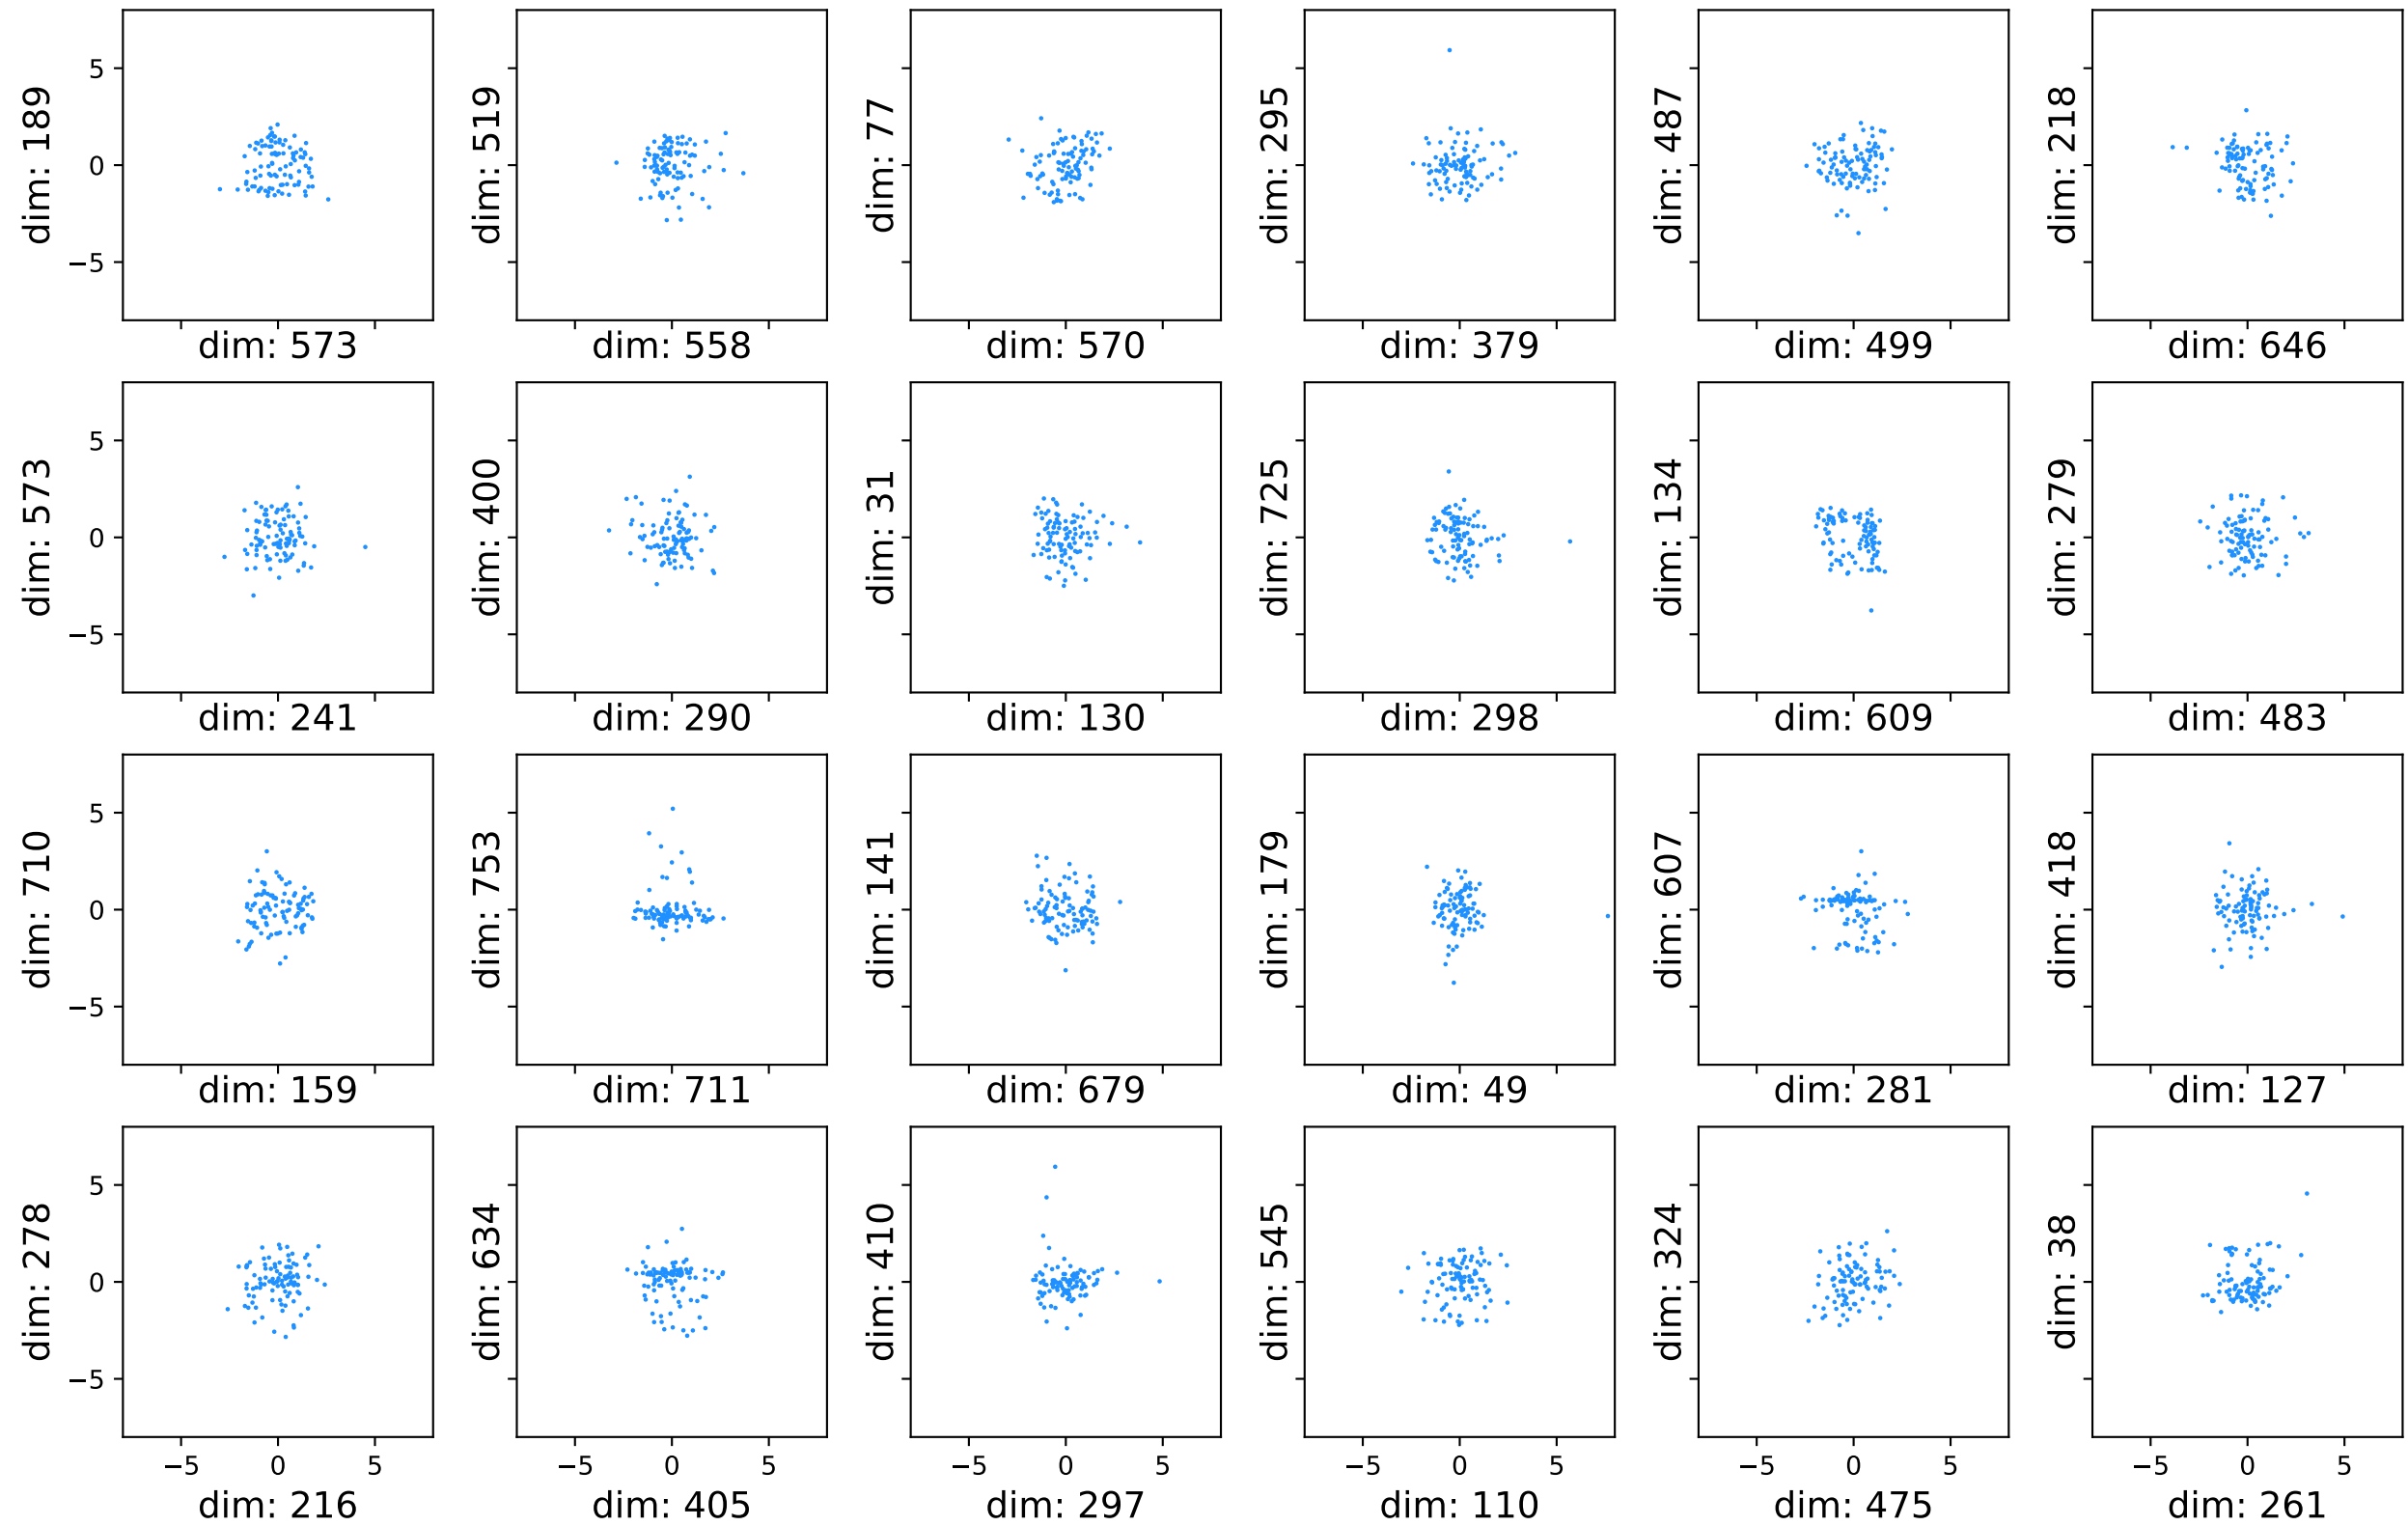 5
0
−5
dim: 189
dim: 573
dim: 519
dim: 558
dim: 77
dim: 570
dim: 295
dim: 379
dim: 487
dim: 499
dim: 218
dim: 646
5
0
−5
dim: 573
dim: 241
dim: 400
dim: 290
dim: 31
dim: 130
dim: 725
dim: 298
dim: 134
dim: 609
dim: 279
dim: 483
5
0
−5
dim: 710
dim: 159
dim: 753
dim: 711
dim: 141
dim: 679
dim: 179
dim: 49
dim: 607
dim: 281
dim: 418
dim: 127
5
0
−5
dim: 278
−5 0 5
dim: 216
dim: 634
−5 0 5
dim: 405
dim: 410
−5 0 5
dim: 297
dim: 545
−5 0 5
dim: 110
dim: 324
−5 0 5
dim: 475
dim: 38
−5 0 5
dim: 261